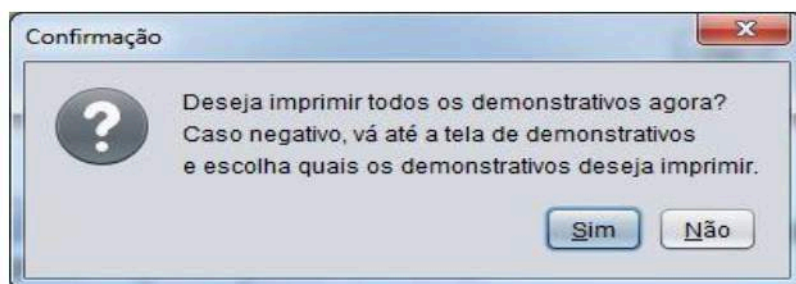 Confirmação
Deseja imprimir todos os demonstrativos agora?
Caso negativo, vá até a tela de demonstrativos
e escolha quais os demonstrativos deseja imprimir.
Sim Não